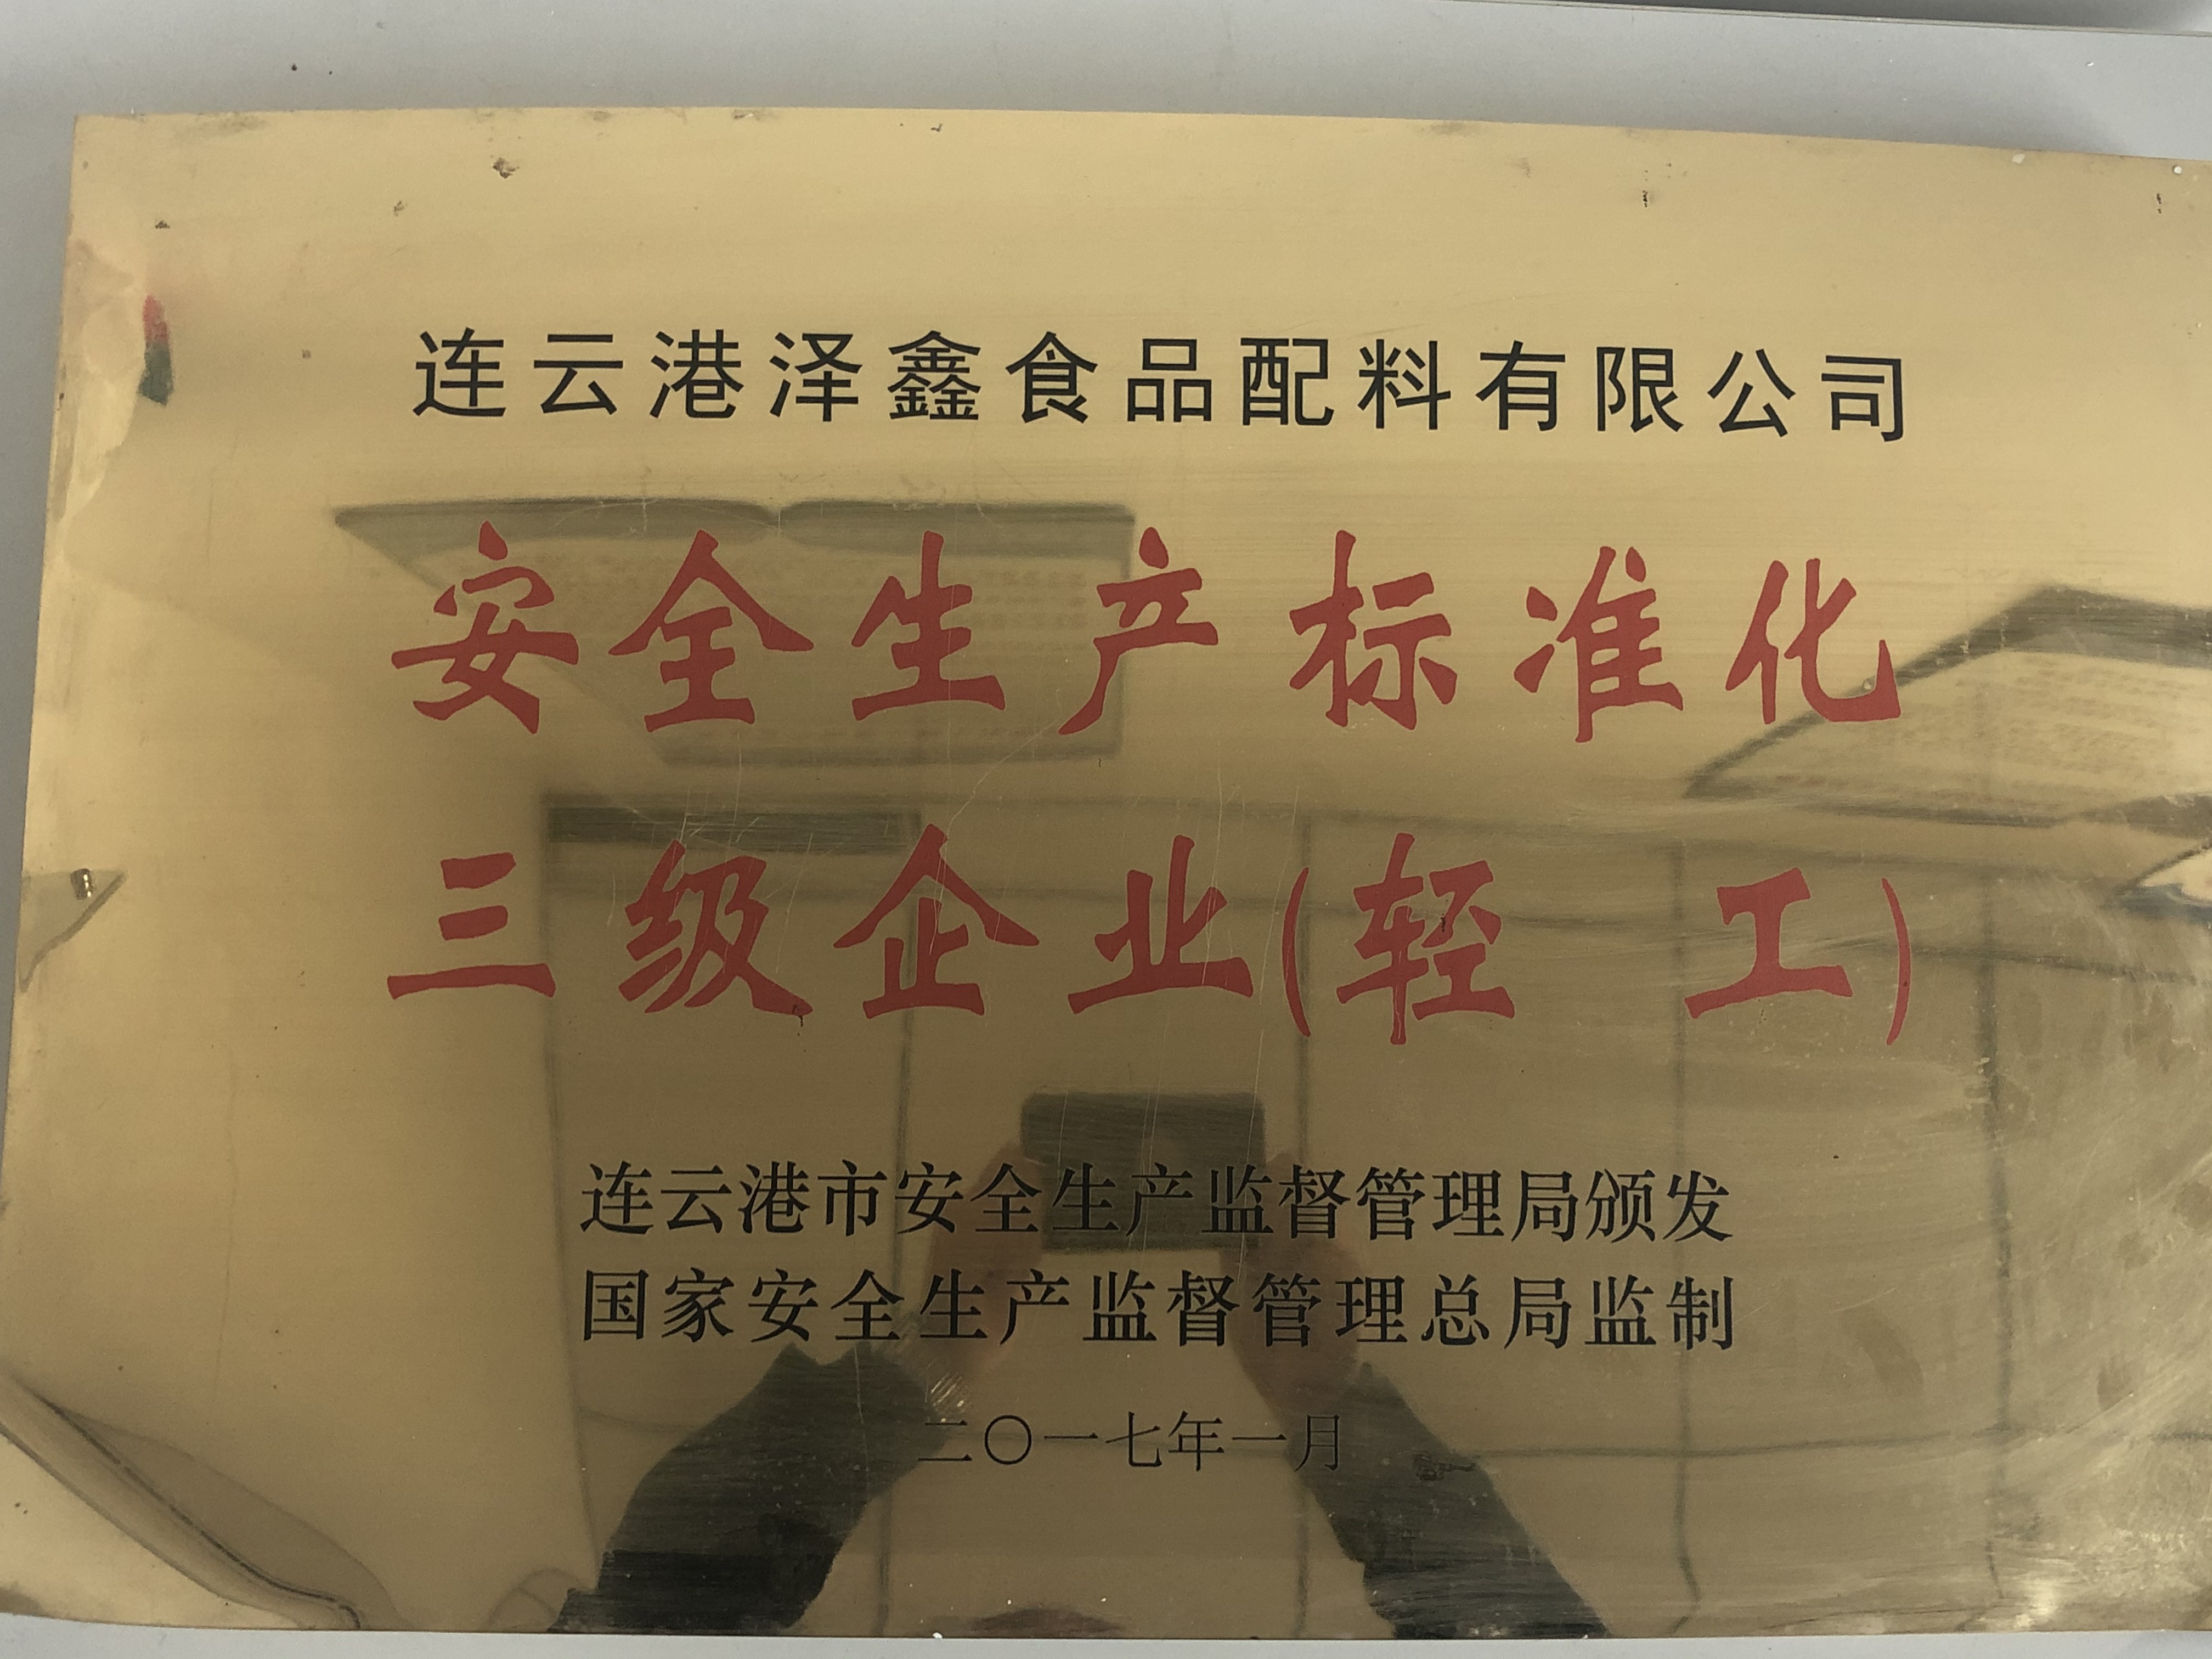 连云港泽鑫食品配料有限公司
安全生产标准化
三级企业(轻 工)
连云港市安全生产监督管理局颁发
国家安全生产监督管理总局监制
二〇一七年一月